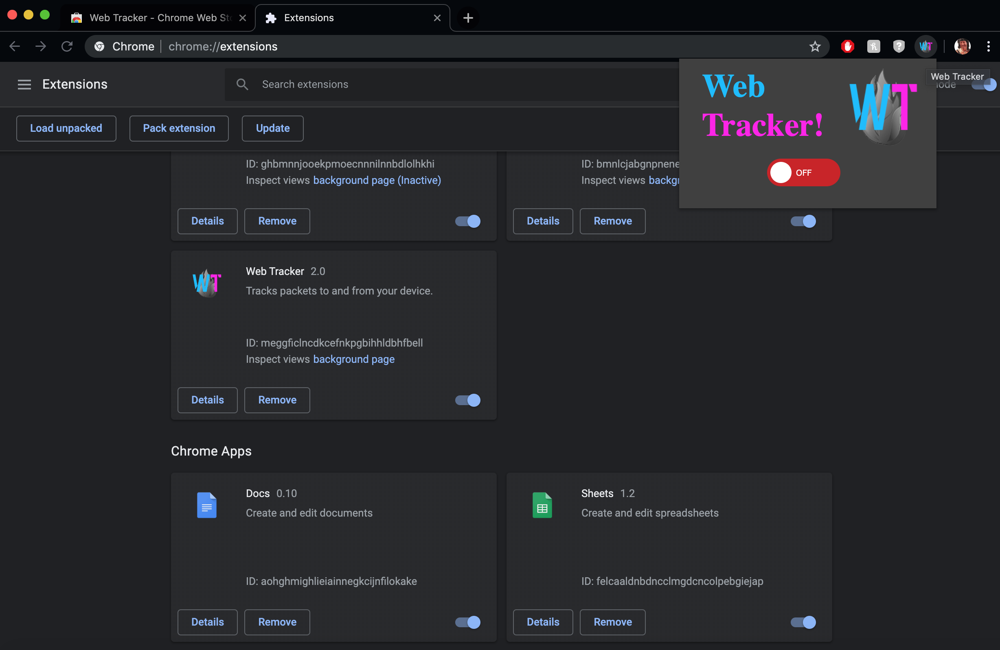 Web Tracker - Chrome Web Sto
Extensions
Chrome chrome://extensions
Extensions
Search extensions
Web Tracker
Load unpacked
Pack extension
Update
Web
Tracker!
WT
OFF
ID: ghbmnnjooekpmoecnnnilnnbdlolhkhi
Inspect views background page (Inactive)
Details
Remove
ID: bmnlcjabgnpnene
Inspect views backgr
Details
Remove
WT
Web Tracker 2.0
Tracks packets to and from your device.
ID: meggficlncdkcefnkpgbihhldbhfbell
Inspect views background page
Details
Remove
Chrome Apps
Docs 0.10
Create and edit documents
ID: aohghmighlieiainnegkcijnfilokake
Details
Remove
Sheets 1.2
Create and edit spreadsheets
ID: felcaaldnbdncclmgdcncolpebgiejap
Details
Remove